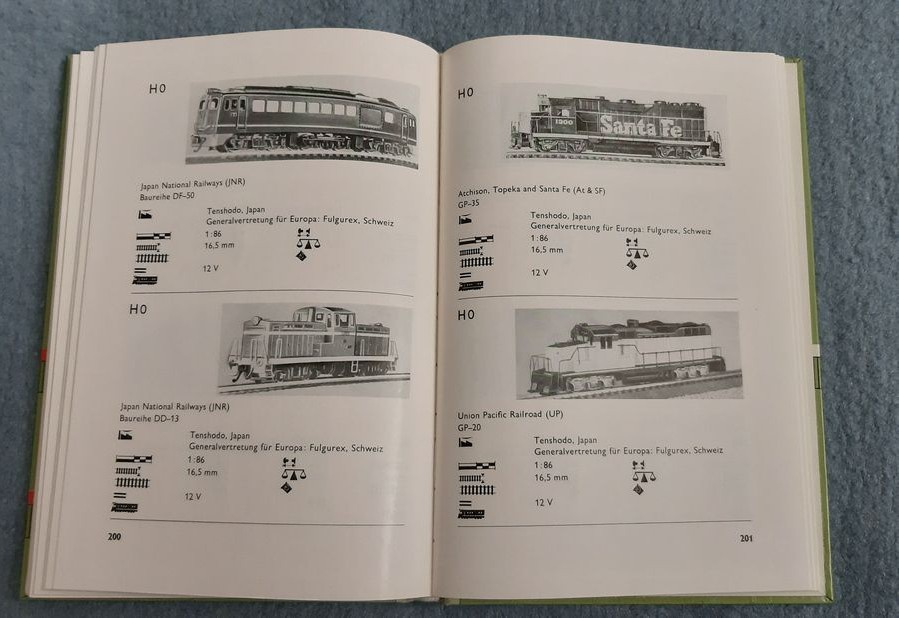 H0
Japan National Railways (JNR)
Baureihe DF-50
Tenshodo, Japan
Generalvertretung für Europa: Fulgurex, Schweiz
1:86
16,5 mm
12 V
H0
Japan National Railways (JNR)
Baureihe DD-13
Tenshodo, Japan
Generalvertretung für Europa: Fulgurex, Schweiz
1:86
16,5 mm
12 V
200
H0
1300
Santa Fe
Atchison, Topeka and Santa Fe (At & SF)
GP-35
Tenshodo, Japan
Generalvertretung für Europa: Fulgurex, Schweiz
1:86
16,5 mm
12 V
H0
Union Pacific Railroad (UP)
GP-20
Tenshodo, Japan
Generalvertretung für Europa: Fulgurex, Schweiz
1:86
16,5 mm
12 V
201